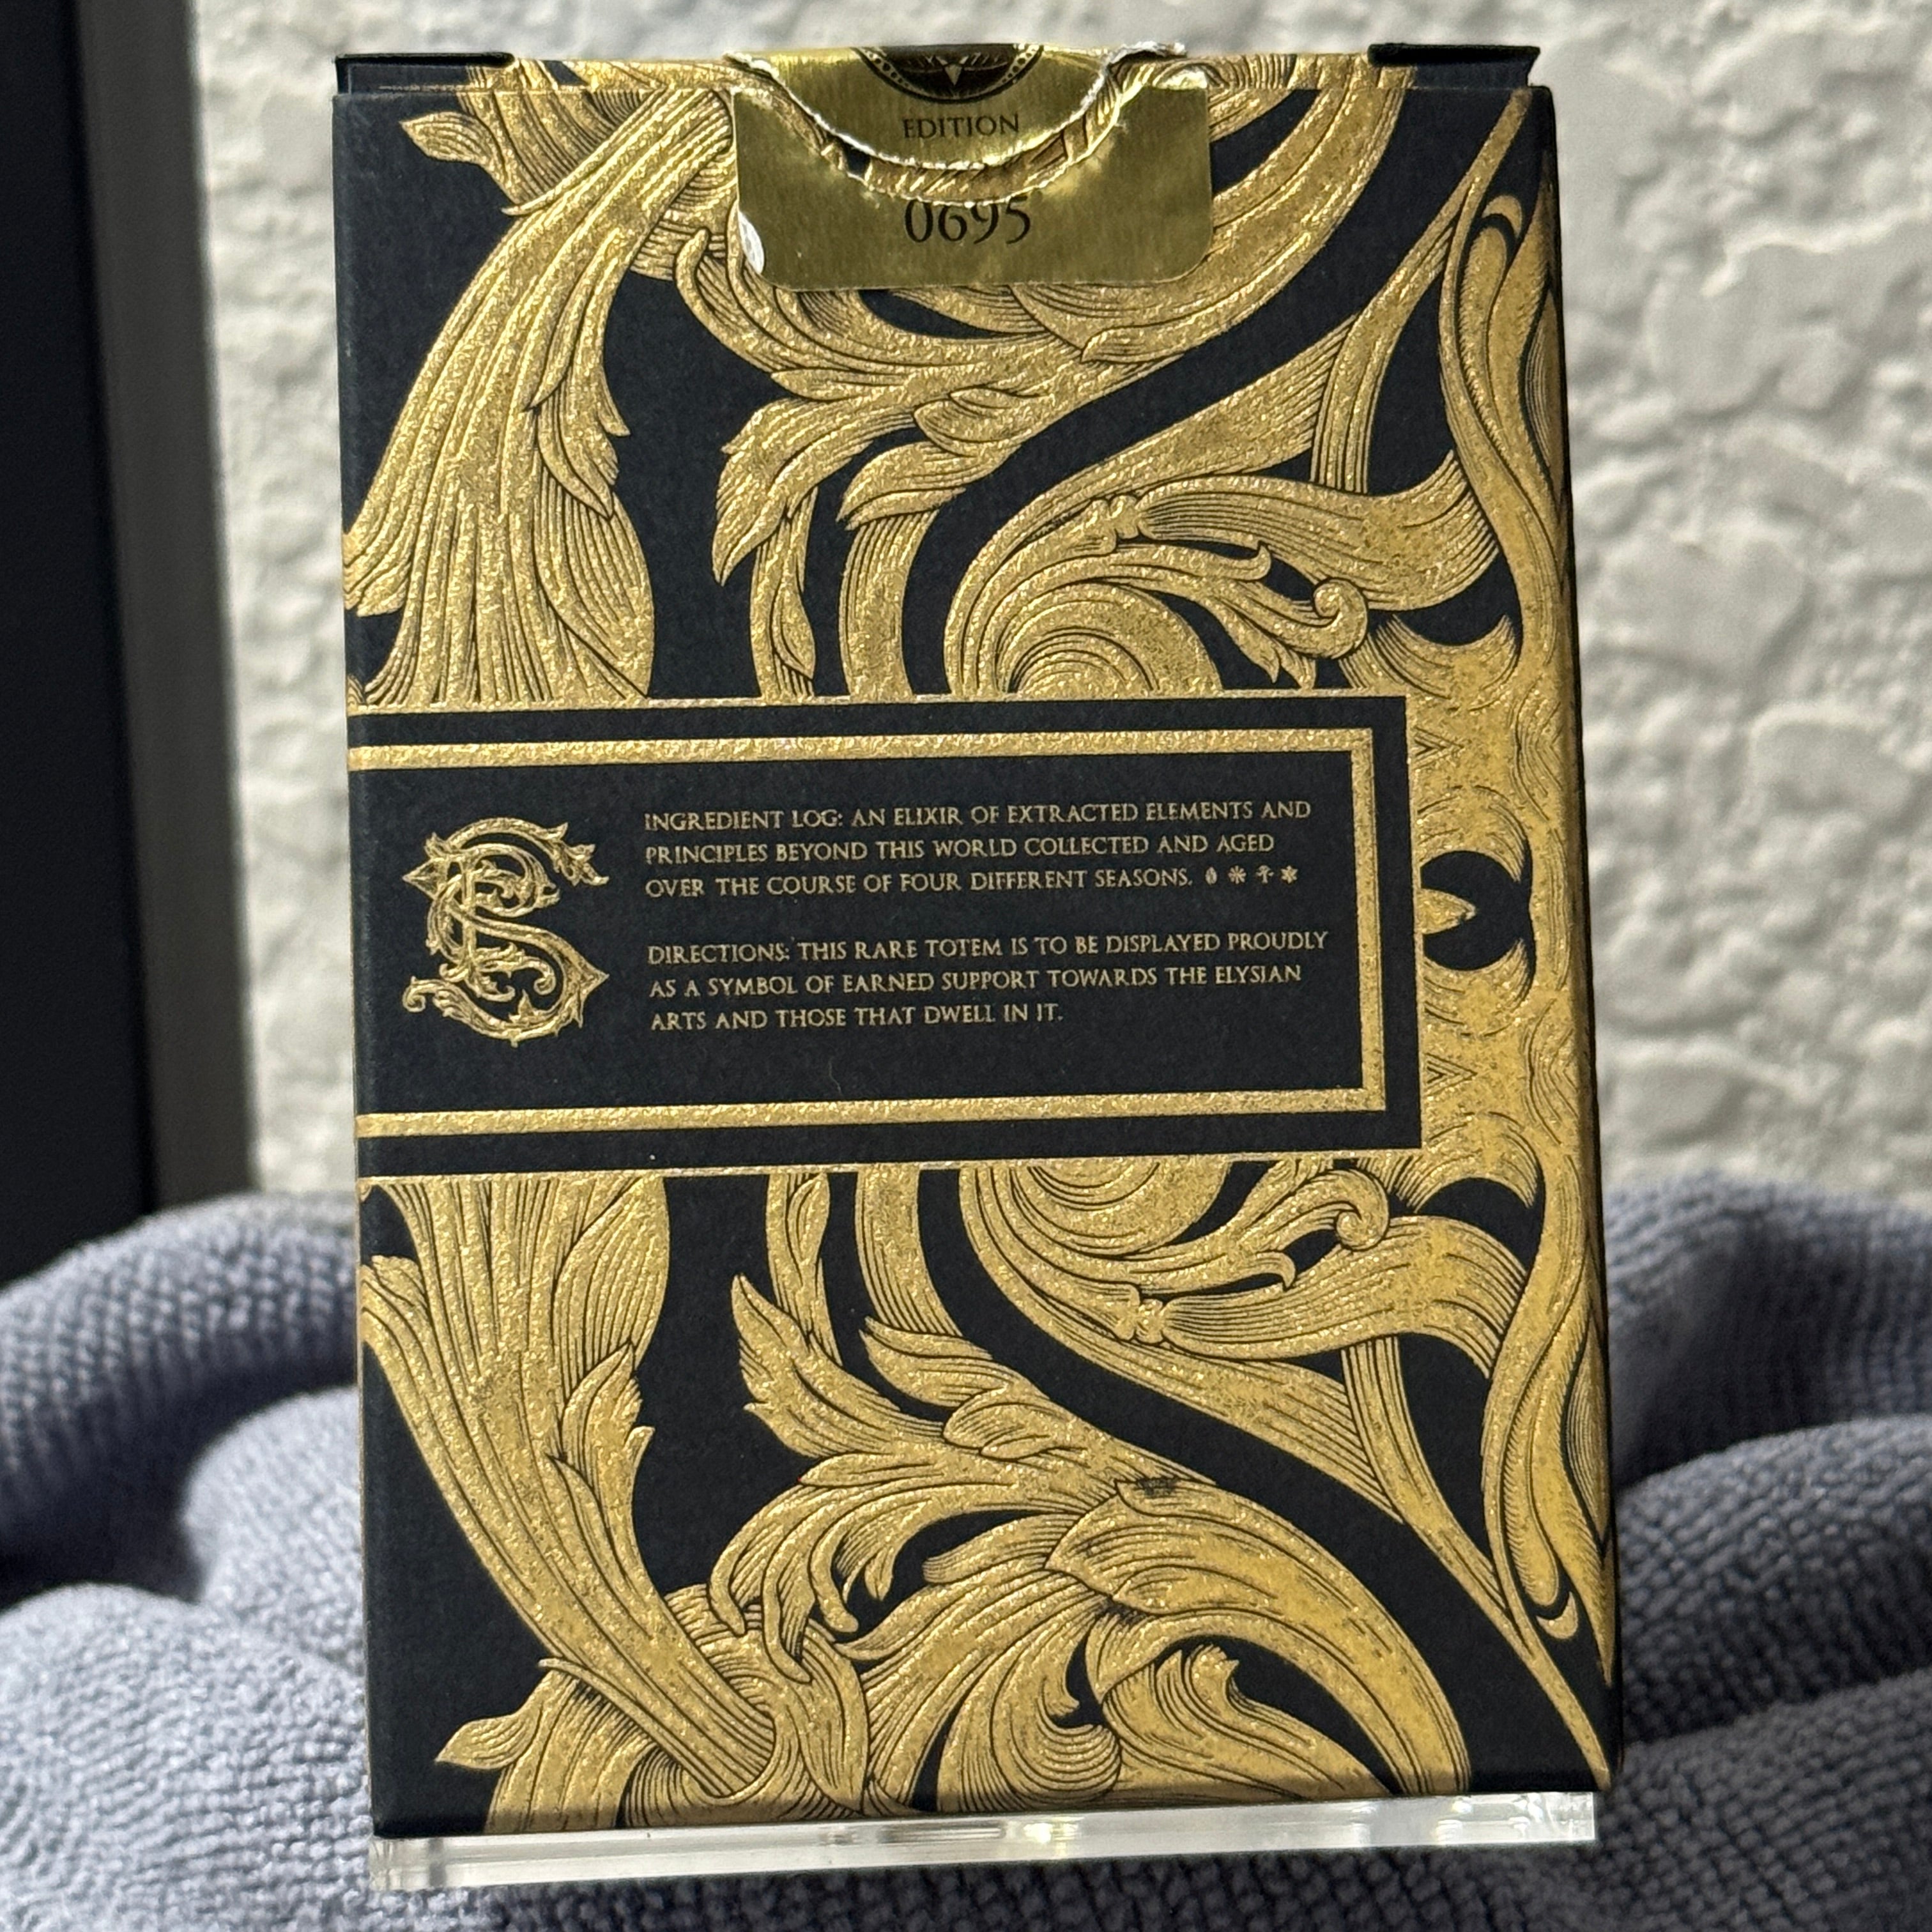 EDITION
0695
INGREDIENT LOG: AN ELIXIR OF EXTRACTED ELEMENTS AND
PRINCIPLES BEYOND THIS WORLD COLLECTED AND AGED
OVER THE COURSE OF FOUR DIFFERENT SEASONS.
DIRECTIONS: THIS RARE TOTEM IS TO BE DISPLAYED PROUDLY
AS A SYMBOL OF EARNED SUPPORT TOWARDS THE ELYSIAN
ARTS AND THOSE THAT DWELL IN IT.